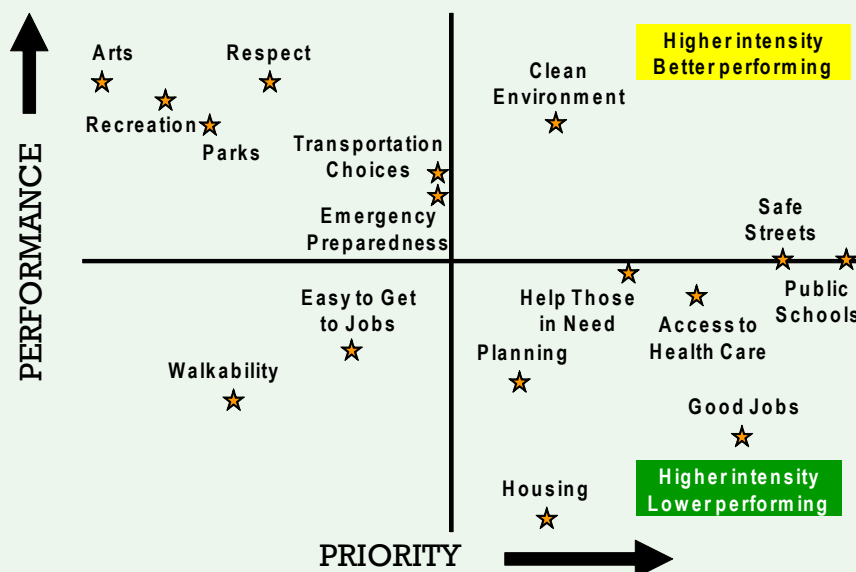 Arts
Respect
Higher intensity
Better performing
Clean
Environment
Recreation
Parks
Transportation
Choices
Emergency
Preparedness
Safe
Streets
PERFORMANCE
Easy to Get
to Jobs
Help Those
in Need
Public
Schools
Access to
Health Care
Walkability
Planning
Good Jobs
Housing
Higher intensity
Lower performing
PRIORITY